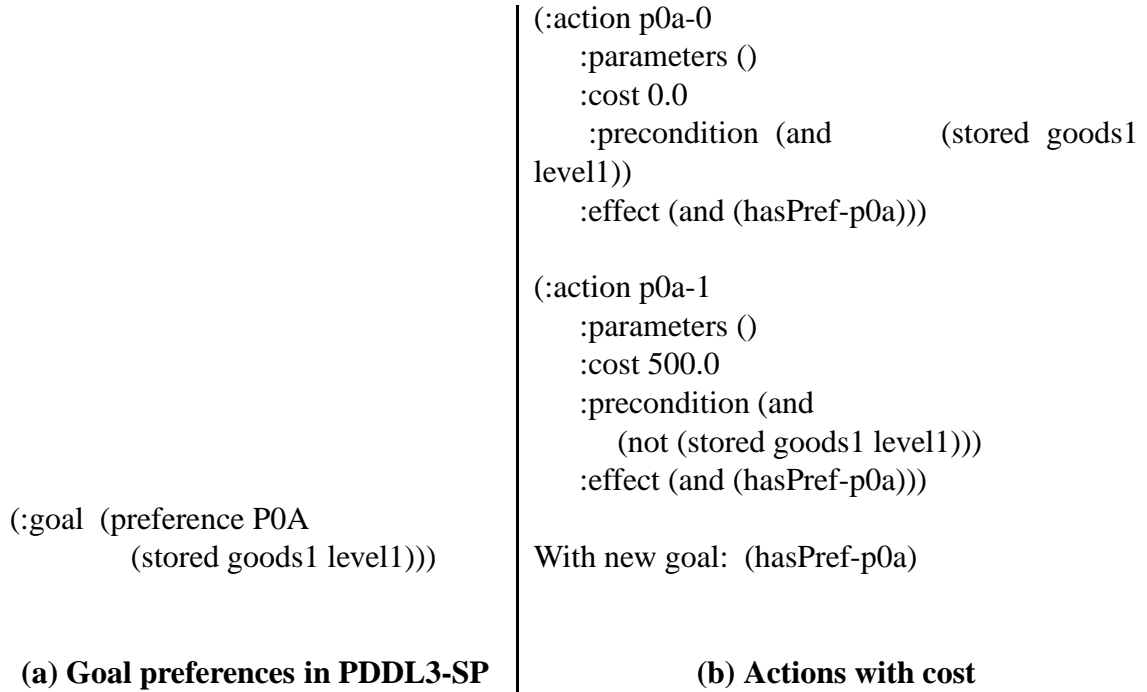 (:goal (preference P0A
(stored goods1 level1)))
(a) Goal preferences in PDDL3-SP
(:action p0a-0
:parameters ()
:cost 0.0
:precondition (and (stored goods1
level1))
:effect (and (hasPref-p0a)))
(:action p0a-1
:parameters ()
:cost 500.0
:precondition (and
(not (stored goods1 level1)))
:effect (and (hasPref-p0a)))
With new goal: (hasPref-p0a)
(b) Actions with cost